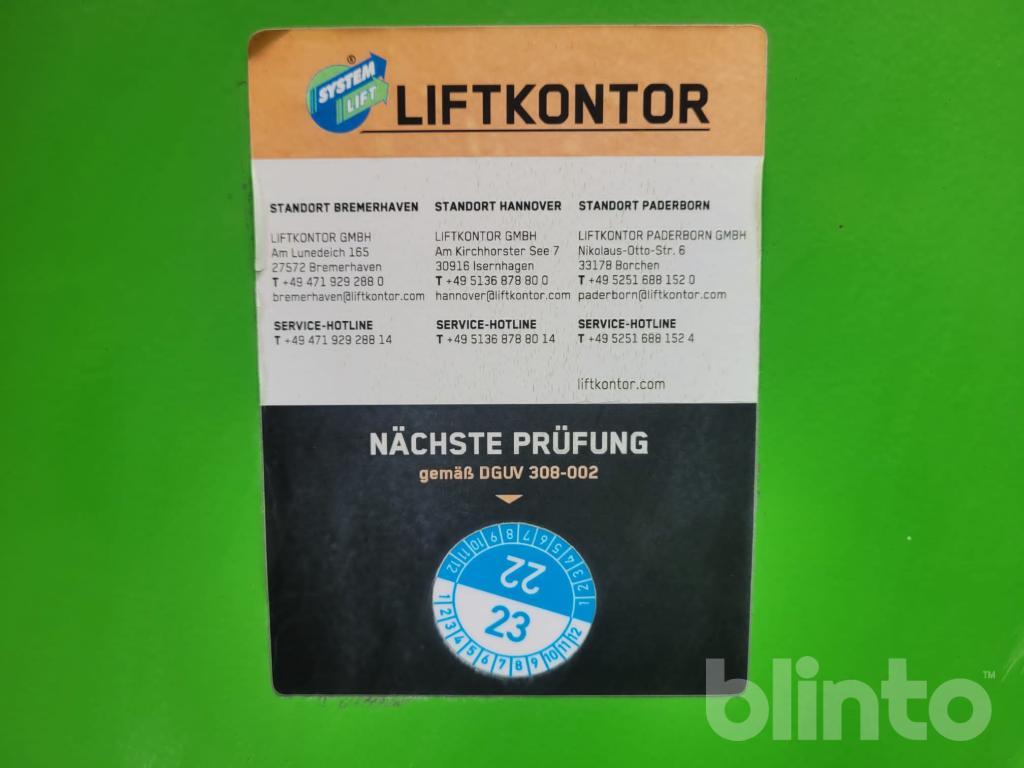 ®
SYSTEM
LIFT
LIFTKONTOR
STANDORT BREMERHAVEN
LIFTKONTOR GMBH
Am Lunedeich 165
27572 Bremerhaven
T +49 471 929 288 0
bremerhaven@liftkontor.com
SERVICE-HOTLINE
T +49 471 929 288 14
STANDORT HANNOVER
LIFTKONTOR GMBH
Am Kirchhorster See 7
30916 Isernhagen
T +49 5136 878 80 0
hannover@liftkontor.com
SERVICE-HOTLINE
T +49 5136 878 80 14
STANDORT PADERBORN
LIFTKONTOR PADERBORN GMBH
Nikolaus-Otto-Str. 6
33178 Borchen
T +49 5251 688 152 0
paderborn@liftkontor.com
SERVICE-HOTLINE
T +49 5251 688 152 4
liftkontor.com
NÄCHSTE PRÜFUNG
gemäß DGUV 308-002
1 2 3 4 5 6 7 8 9 10 11 12
22
23
1 2 3 4 5 6 7 8 9 10 11 12
blinto™